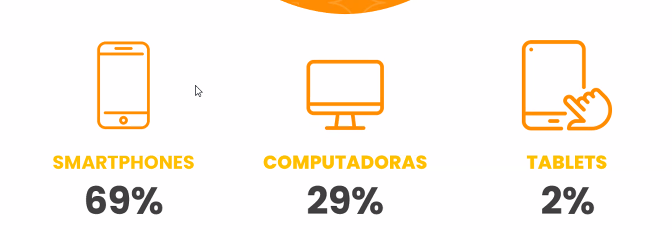 SMARTPHONES COMPUTADORAS TABLETS
69% 29% 2%